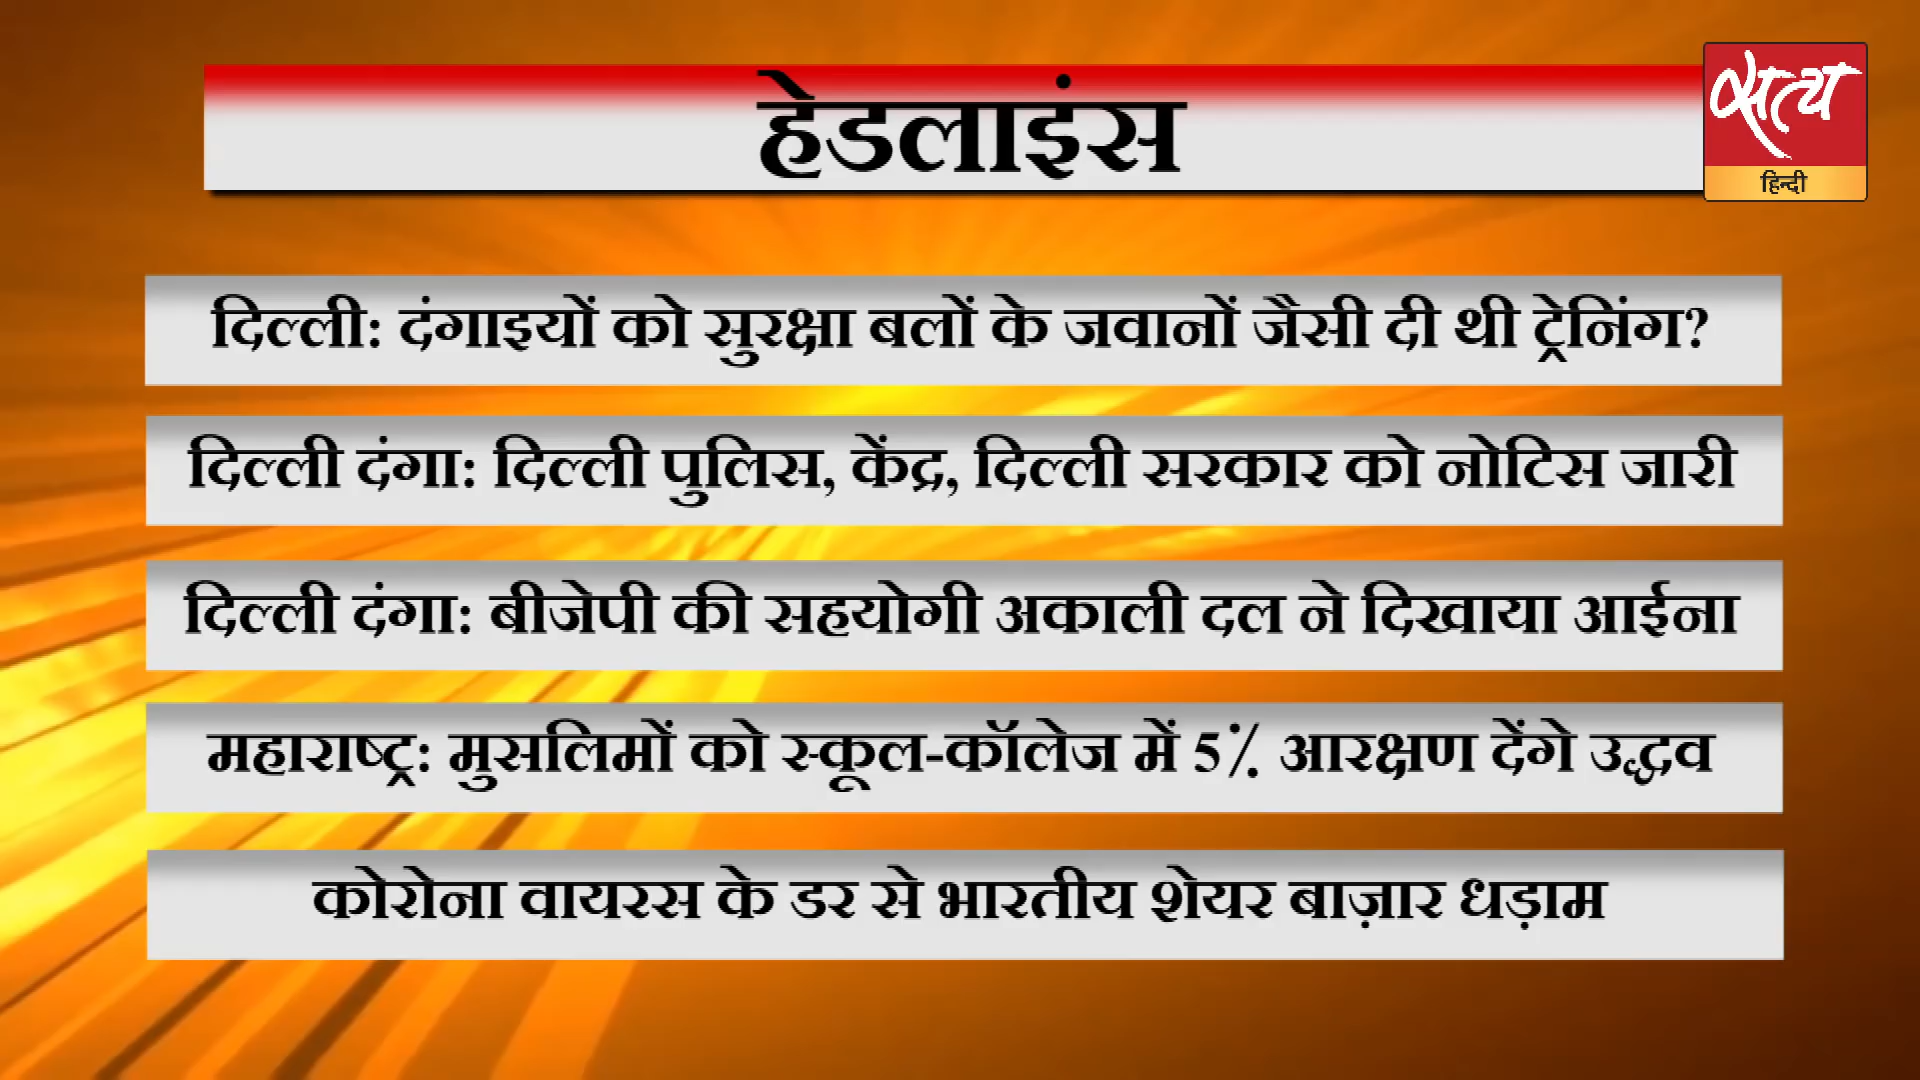 हेडलाइंस
सत्य
हिन्दी
दिल्ली: दंगाइयों को सुरक्षा बलों के जवानों जैसी दी थी ट्रेनिंग?
दिल्ली दंगा: दिल्ली पुलिस, केंद्र, दिल्ली सरकार को नोटिस जारी
दिल्ली दंगा: बीजेपी की सहयोगी अकाली दल ने दिखाया आईना
महाराष्ट्र: मुसलिमों को स्कूल-कॉलेज में 5% आरक्षण देंगे उद्धव
कोरोना वायरस के डर से भारतीय शेयर बाज़ार धड़ाम